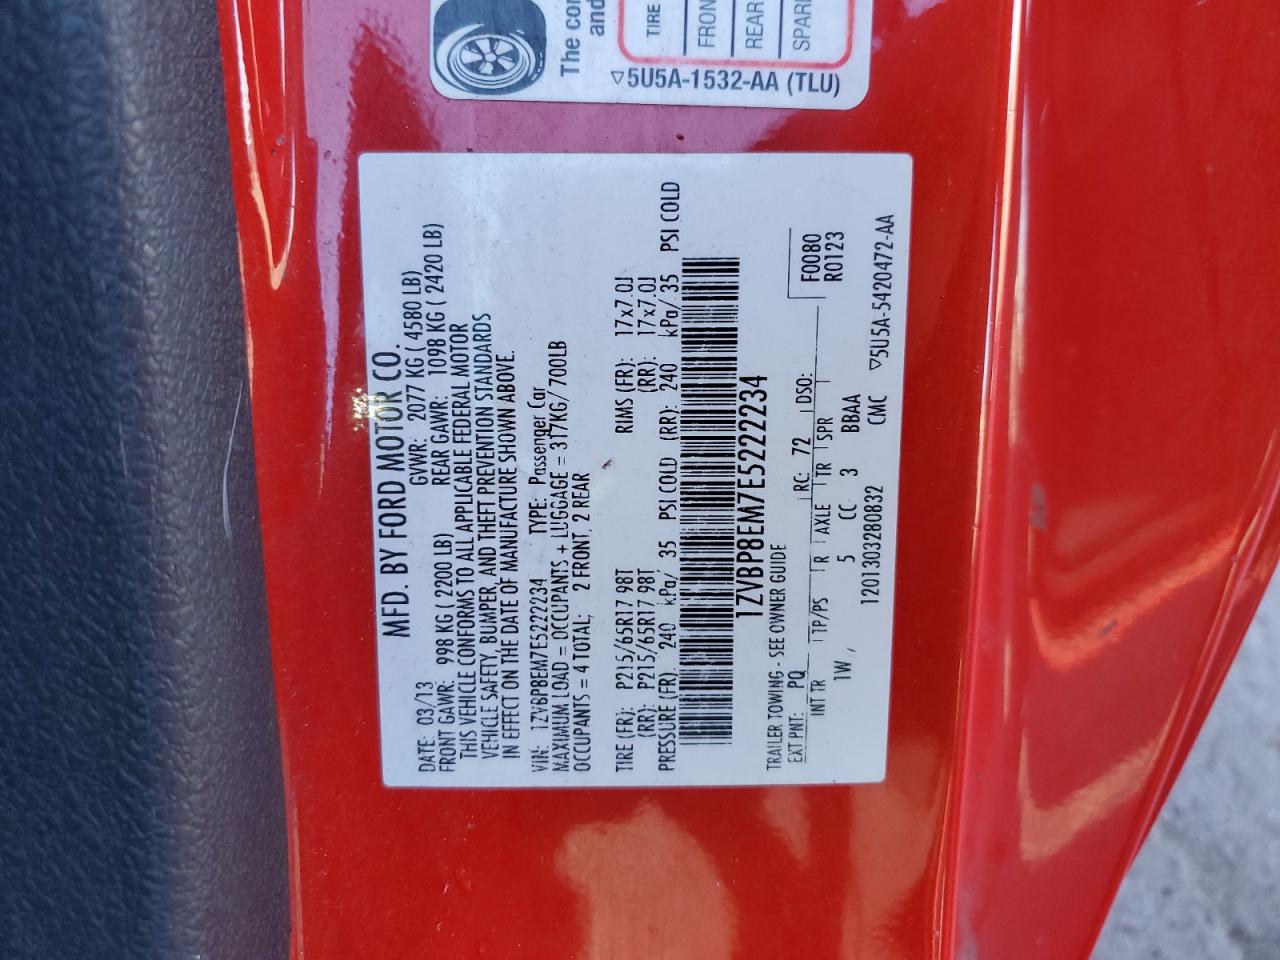 The con
and
TIRE
FRON
REAR
SPAR
▽5U5A-1532-AA (TLU)
MFD. BY FORD MOTOR CO.
DATE: 03/13 GVWR: 2077 KG ( 4580 LB)
FRONT GAWR: 998 KG ( 2200 LB) REAR GAWR: 1098 KG ( 2420 LB)
THIS VEHICLE CONFORMS TO ALL APPLICABLE FEDERAL MOTOR
VEHICLE SAFETY, BUMPER, AND THEFT PREVENTION STANDARDS
IN EFFECT ON THE DATE OF MANUFACTURE SHOWN ABOVE.
VIN: 1ZVBP8EM7E5222234 TYPE: Passenger Car
MAXIMUM LOAD = OCCUPANTS + LUGGAGE = 317KG/ 700LB
OCCUPANTS = 4 TOTAL; 2 FRONT, 2 REAR
TIRE (FR): P215/65R17 98T RIMS (FR): 17x7.0J
(RR): P215/65R17 98T (RR): 17x7.0J
PRESSURE (FR): 240 kPa/ 35 PSI COLD (RR): 240 kPa/ 35 PSI COLD
1ZVBP8EM7E5222234
TRAILER TOWING - SEE OWNER GUIDE
EXT PNT: PQ RC: 72 DSO: F0080
R0123
INT TR TP/PS R AXLE TR SPR
1W 5 CC 3 BBAA
1201303280832 CMC ▽5U5A-5420472-AA